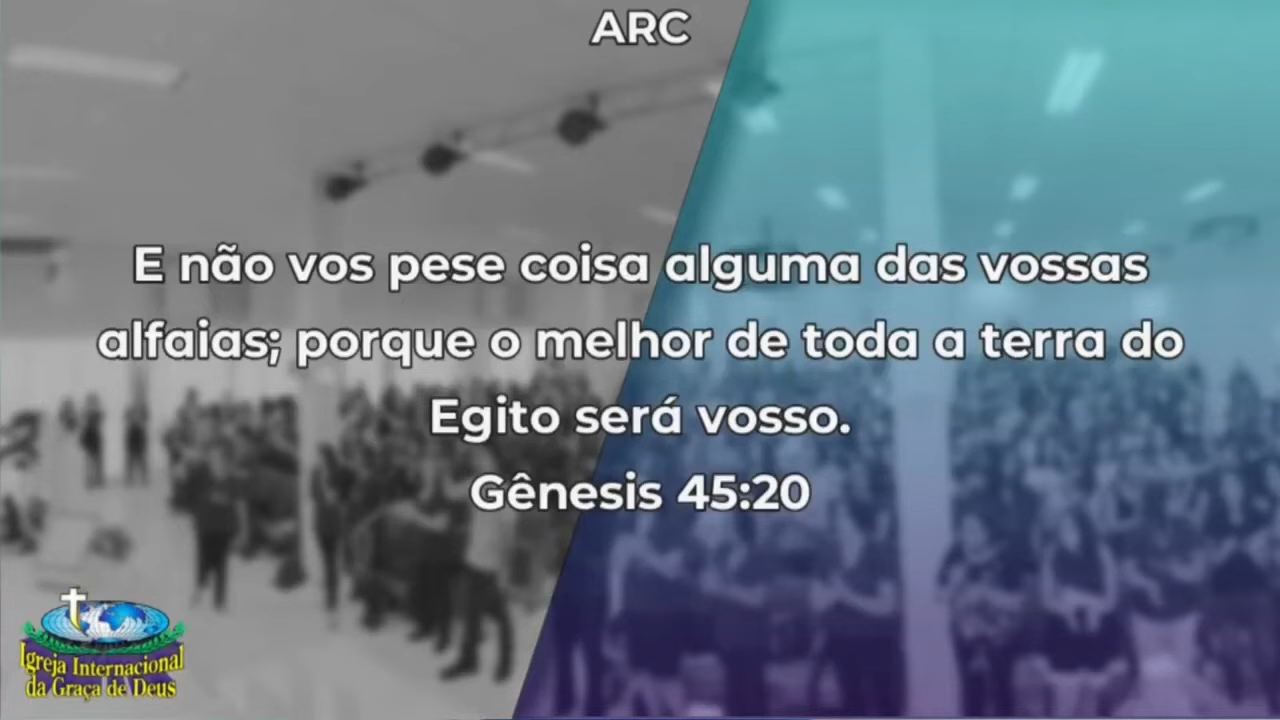 ARC
E não vos pese coisa alguma das vossas
alfaias; porque o melhor de toda a terra do
Egito será vosso.
Gênesis 45:20
Igreja Internacional
da Graça de Deus